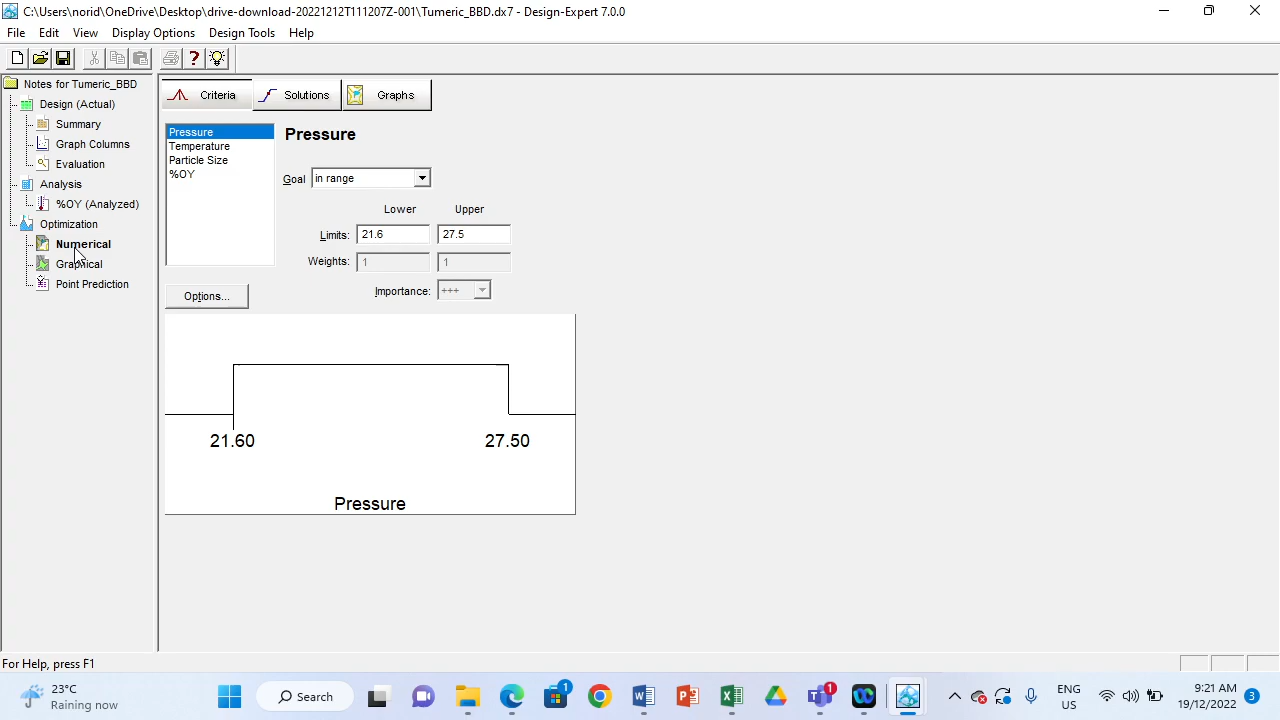 C:\Users\norid\OneDrive\Desktop\drive-download-20221212T111207Z-001\Tumeric_BBD.dx7 - Design-Expert 7.0.0
File Edit View Display Options Design Tools Help
Notes for Tumeric_BBD
Design (Actual)
Summary
Graph Columns
Evaluation
Analysis
%OY (Analyzed)
Optimization
Numerical
Graphical
Point Prediction
Criteria Solutions Graphs
Pressure
Temperature
Particle Size
%OY
Pressure
Goal in range
Lower Upper
Limits: 21.6 27.5
Weights: 1 1
Importance: +++
Options...
21.60 27.50
Pressure
For Help, press F1
23°C
Raining now
Search
1
1
ENG
US
9:21 AM
19/12/2022
3